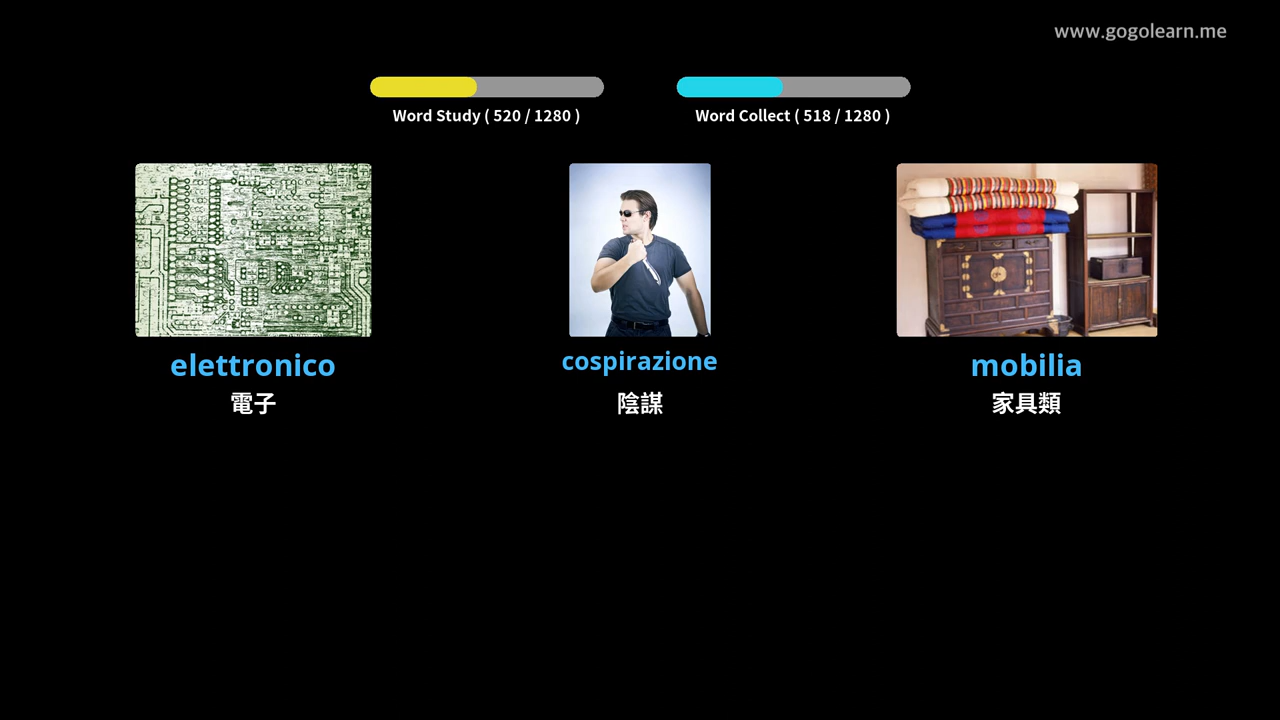 www.gogolearn.me
Word Study ( 520 / 1280 )
Word Collect ( 518 / 1280 )
elettronico
cospirazione
mobilia
電子
陰謀
家具類